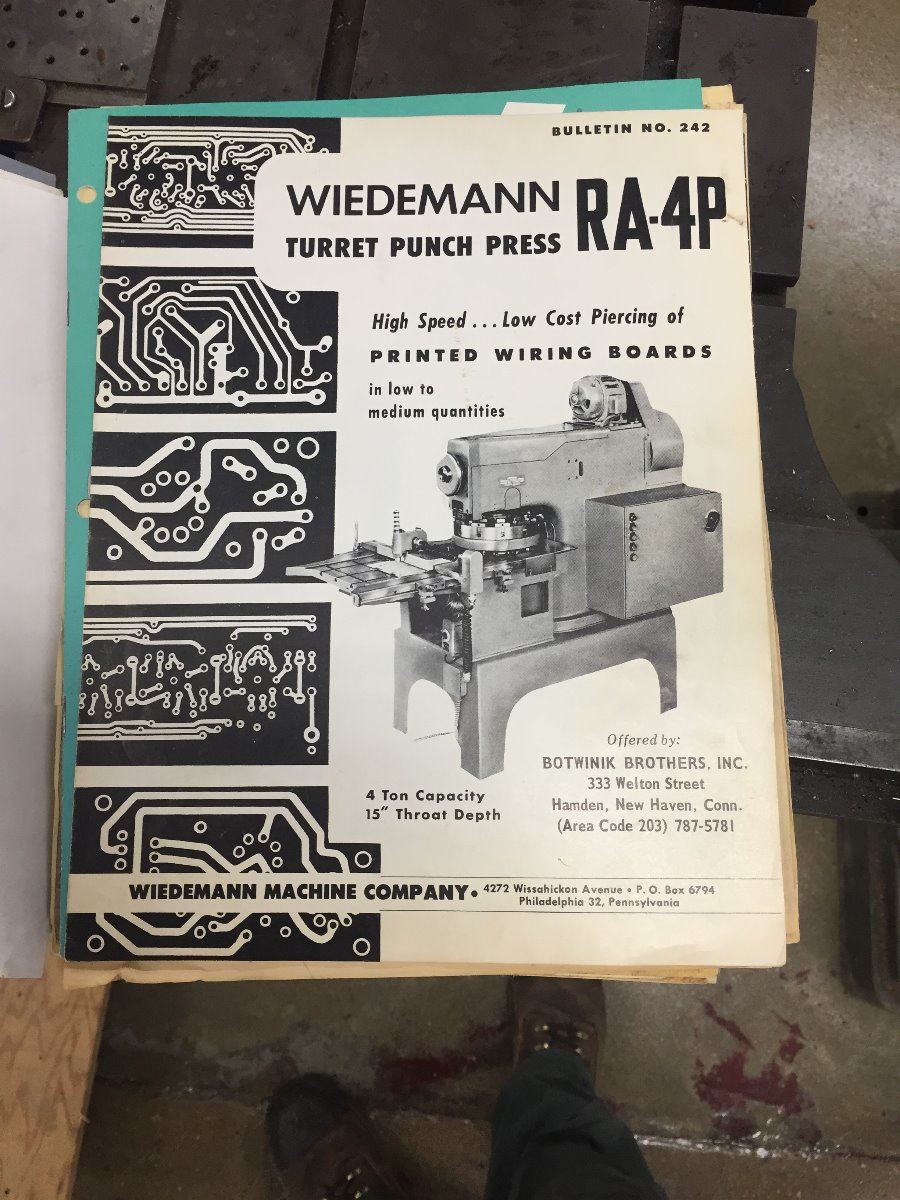 BULLETIN NO. 242
WIEDEMANN RA-4P
TURRET PUNCH PRESS
High Speed ... Low Cost Piercing of
PRINTED WIRING BOARDS
in low to
medium quantities
Offered by:
BOTWINIK BROTHERS, INC.
333 Welton Street
Hamden, New Haven, Conn.
(Area Code 203) 787-5781
4 Ton Capacity
15" Throat Depth
WIEDEMANN MACHINE COMPANY • 4272 Wissahickon Avenue • P. O. Box 6794
Philadelphia 32, Pennsylvania